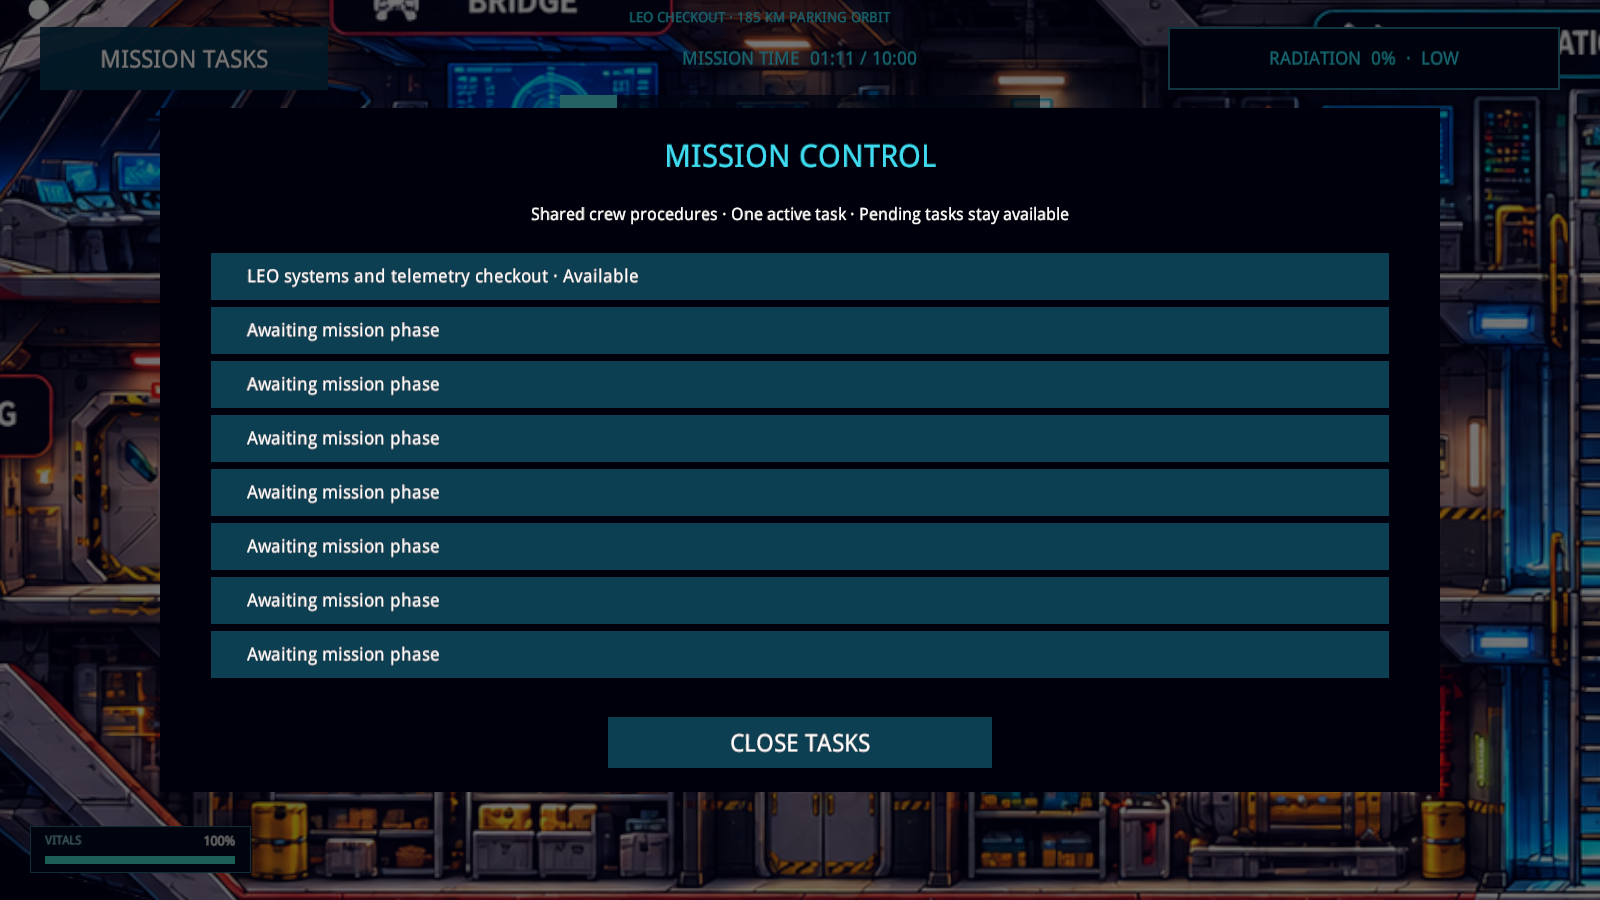 BRIDGE
LEO CHECKOUT · 185 KM PARKING ORBIT
MISSION TASKS
MISSION TIME 01:11 / 10:00
RADIATION 0% · LOW
MISSION CONTROL
Shared crew procedures · One active task · Pending tasks stay available
LEO systems and telemetry checkout · Available
Awaiting mission phase
Awaiting mission phase
Awaiting mission phase
Awaiting mission phase
Awaiting mission phase
Awaiting mission phase
Awaiting mission phase
CLOSE TASKS
VITALS 100%